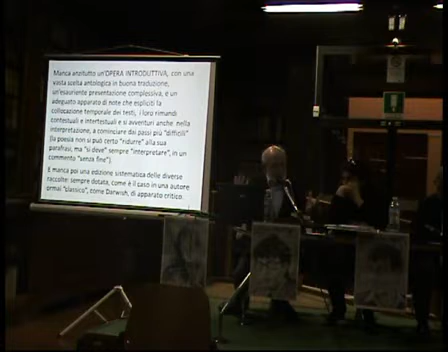 Manca anzitutto un'OPERA INTRODUTTIVA, con una
vasta scelta antologica in buona traduzione,
un'esauriente presentazione complessiva, e un
adeguato apparato di note che espliciti la
collocazione temporale dei testi, i loro rimandi
contestuali e intertestuali e si avventuri anche nella
interpretazione, a cominciare dai passi più "difficili"
(la poesia non si può certo "ridurre" alla sua
parafrasi, ma "si deve" sempre "interpretare", in un
commento "senza fine")
E manca poi una edizione sistematica delle diverse
raccolte: sempre dotata, come è il caso in una autore
ormai "classico", come Darwish, di apparato critico.